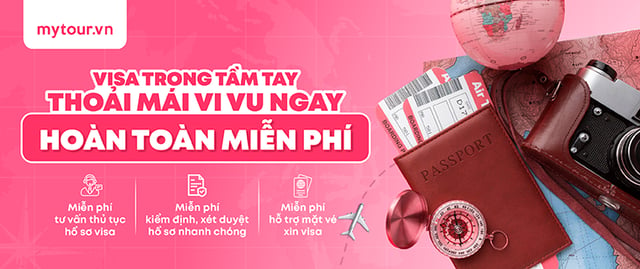 mytour.vn
VISA TRONG TẦM TAY
THOẢI MÁI VI VU NGAY
HOÀN TOÀN MIỄN PHÍ
Miễn phí
tư vấn thủ tục
hồ sơ visa
Miễn phí
kiểm định, xét duyệt
hồ sơ nhanh chóng
Miễn phí
hỗ trợ mặt vé
xin visa
PASSPORT